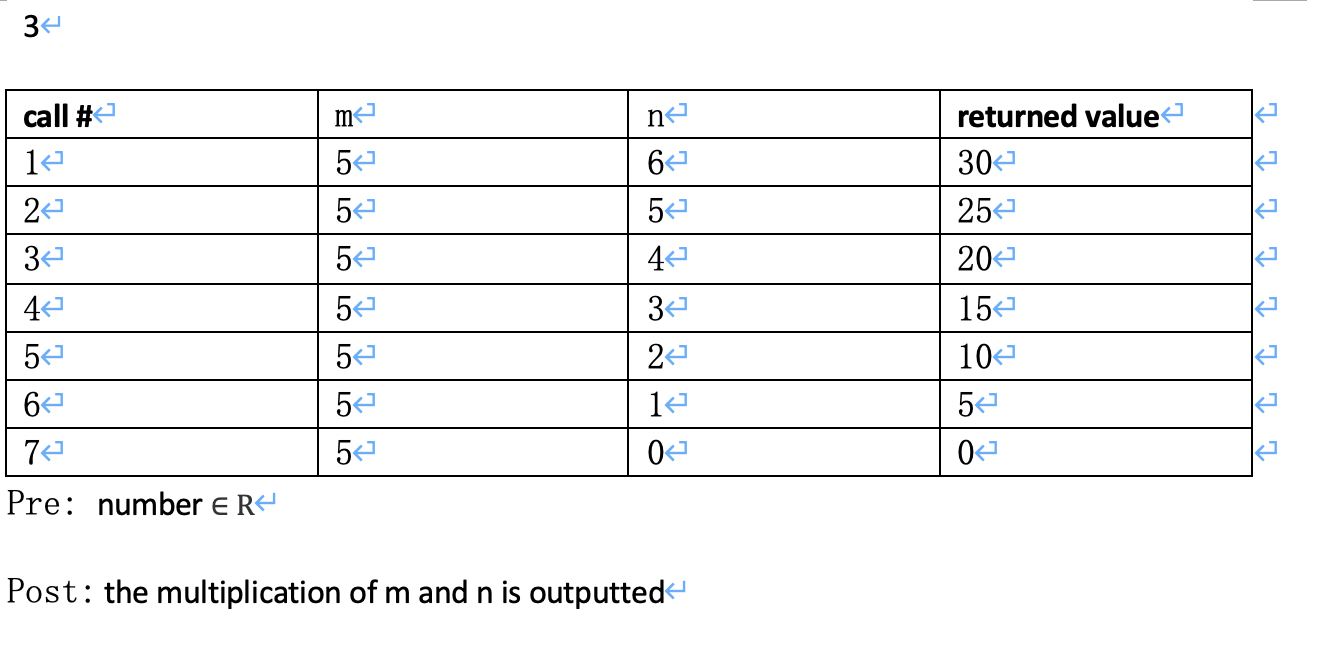 3
call # m n returned value
1 5 6 30
2 5 5 25
3 5 4 20
4 5 3 15
5 5 2 10
6 5 1 5
7 5 0 0
Pre: number ∈ R
Post: the multiplication of m and n is outputted